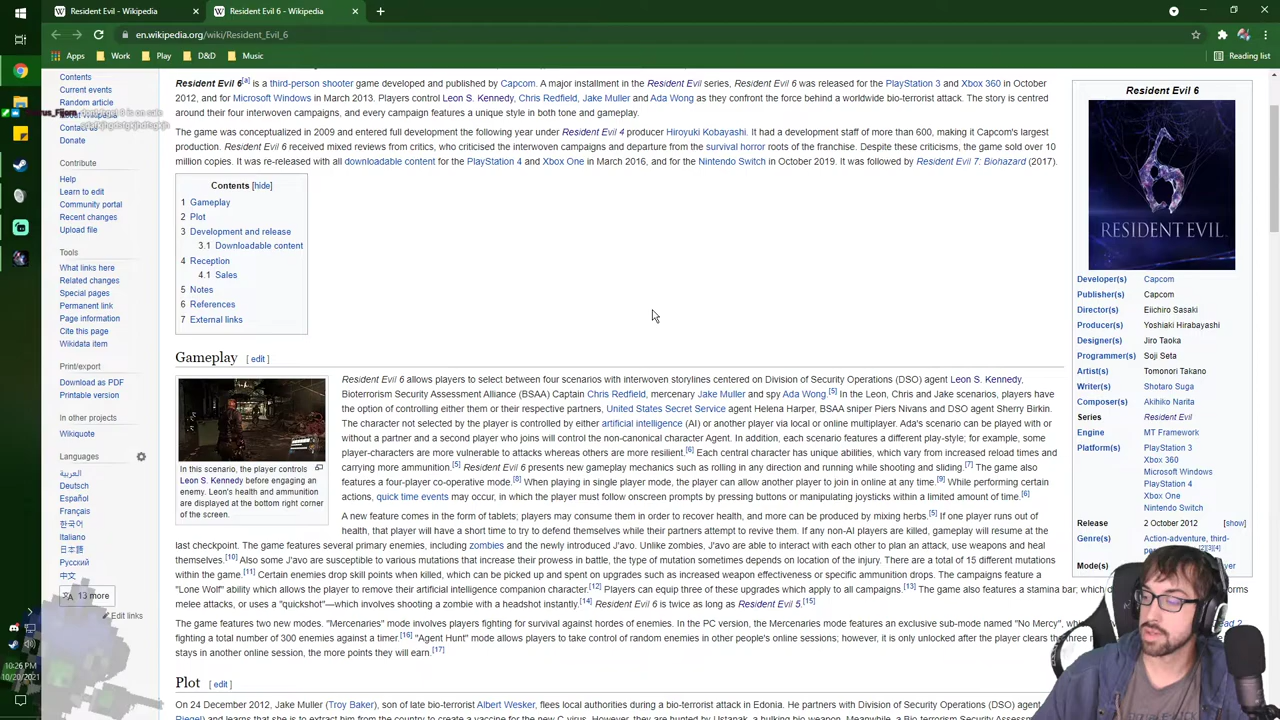 Resident Evil - Wikipedia
Resident Evil 6 - Wikipedia
en.wikipedia.org/wiki/Resident_Evil_6
Apps
Work
Play
D&D
Music
Reading list
Contents
Current events
Random article
Donate
Contribute
Help
Learn to edit
Community portal
Recent changes
Upload file
Tools
What links here
Related changes
Special pages
Permanent link
Page information
Cite this page
Wikidata item
Print/export
Download as PDF
Printable version
In other projects
Wikiquote
Languages
العربية
Deutsch
Español
Français
한국어
Italiano
日本語
Русский
中文
13 more
Edit links
10:26 PM
10/20/2021
Resident Evil 6[a] is a third-person shooter game developed and published by Capcom. A major installment in the Resident Evil series, Resident Evil 6 was released for the PlayStation 3 and Xbox 360 in October
2012, and for Microsoft Windows in March 2013. Players control Leon S. Kennedy, Chris Redfield, Jake Muller and Ada Wong as they confront the force behind a worldwide bio-terrorist attack. The story is centred
around their four interwoven campaigns, and every campaign features a unique style in both tone and gameplay.
The game was conceptualized in 2009 and entered full development the following year under Resident Evil 4 producer Hiroyuki Kobayashi. It had a development staff of more than 600, making it Capcom's largest
production. Resident Evil 6 received mixed reviews from critics, who criticised the interwoven campaigns and departure from the survival horror roots of the franchise. Despite these criticisms, the game sold over 10
million copies. It was re-released with all downloadable content for the PlayStation 4 and Xbox One in March 2016, and for the Nintendo Switch in October 2019. It was followed by Resident Evil 7: Biohazard (2017).
Contents [hide]
1 Gameplay
2 Plot
3 Development and release
3.1 Downloadable content
4 Reception
4.1 Sales
5 Notes
6 References
7 External links
Gameplay [ edit ]
In this scenario, the player controls
Leon S. Kennedy before engaging an
enemy. Leon's health and ammunition
are displayed at the bottom right corner
of the screen.
Resident Evil 6 allows players to select between four scenarios with interwoven storylines centered on Division of Security Operations (DSO) agent Leon S. Kennedy,
Bioterrorism Security Assessment Alliance (BSAA) Captain Chris Redfield, mercenary Jake Muller and spy Ada Wong.[5] In the Leon, Chris and Jake scenarios, players have
the option of controlling either them or their respective partners, United States Secret Service agent Helena Harper, BSAA sniper Piers Nivans and DSO agent Sherry Birkin.
The character not selected by the player is controlled by either artificial intelligence (AI) or another player via local or online multiplayer. Ada's scenario can be played with or
without a partner and a second player who joins will control the non-canonical character Agent. In addition, each scenario features a different play-style; for example, some
player-characters are more vulnerable to attacks whereas others are more resilient.[6] Each central character has unique abilities, which vary from increased reload times and
carrying more ammunition.[5] Resident Evil 6 presents new gameplay mechanics such as rolling in any direction and running while shooting and sliding.[7] The game also
features a four-player co-operative mode.[8] When playing in single player mode, the player can allow another player to join in online at any time.[9] While performing certain
actions, quick time events may occur, in which the player must follow onscreen prompts by pressing buttons or manipulating joysticks within a limited amount of time.[6]
A new feature comes in the form of tablets; players may consume them in order to recover health, and more can be produced by mixing herbs.[5] If one player runs out of
health, that player will have a short time to try to defend themselves while their partners attempt to revive them. If any non-AI players are killed, gameplay will resume at the
last checkpoint. The game features several primary enemies, including zombies and the newly introduced J'avo. Unlike zombies, J'avo are able to interact with each other to plan an attack, use weapons and heal
themselves.[10] Also some J'avo are susceptible to various mutations that increase their prowess in battle, the type of mutation sometimes depends on location of the injury. There are a total of 15 different mutations
within the game.[11] Certain enemies drop skill points when killed, which can be picked up and spent on upgrades such as increased weapon effectiveness or specific ammunition drops. The campaigns feature a
"Lone Wolf" ability which allows the player to remove their artificial intelligence companion character.[12] Players can equip three of these upgrades which apply to all campaigns.[13] The game also features a stamina bar, which
melee attacks, or uses a "quickshot"—which involves shooting a zombie with a headshot instantly.[14] Resident Evil 6 is twice as long as Resident Evil 5.[15]
The game features two new modes. "Mercenaries" mode involves players fighting for survival against hordes of enemies. In the PC version, the Mercenaries mode features an exclusive sub-mode named "No Mercy",
fighting a total number of 300 enemies against a timer.[16] "Agent Hunt" mode allows players to take control of random enemies in other people's online sessions; however, it is only unlocked after the player clears the
stays in another online session, the more points they will earn.[17]
Plot [ edit ]
On 24 December 2012, Jake Muller (Troy Baker), son of late bio-terrorist Albert Wesker, flees local authorities during a bio-terrorist attack in Edonia. He partners with Division of Security Operations (DSO) agent
Resident Evil 6
RESIDENT EVIL
Developer(s) Capcom
Publisher(s) Capcom
Director(s) Eiichiro Sasaki
Producer(s) Yoshiaki Hirabayashi
Designer(s) Jiro Taoka
Programmer(s) Soji Seta
Artist(s) Tomonori Takano
Writer(s) Shotaro Suga
Composer(s) Akihiko Narita
Series Resident Evil
Engine MT Framework
Platform(s) PlayStation 3
Xbox 360
Microsoft Windows
PlayStation 4
Xbox One
Nintendo Switch
Release 2 October 2012 [show]
Genre(s) Action-adventure, third-
Mode(s)